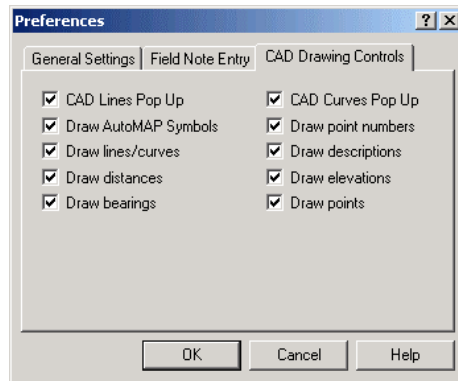 Preferences
General Settings Field Note Entry CAD Drawing Controls
CAD Lines Pop Up CAD Curves Pop Up
Draw AutoMAP Symbols Draw point numbers
Draw lines/curves Draw descriptions
Draw distances Draw elevations
Draw bearings Draw points
OK Cancel Help